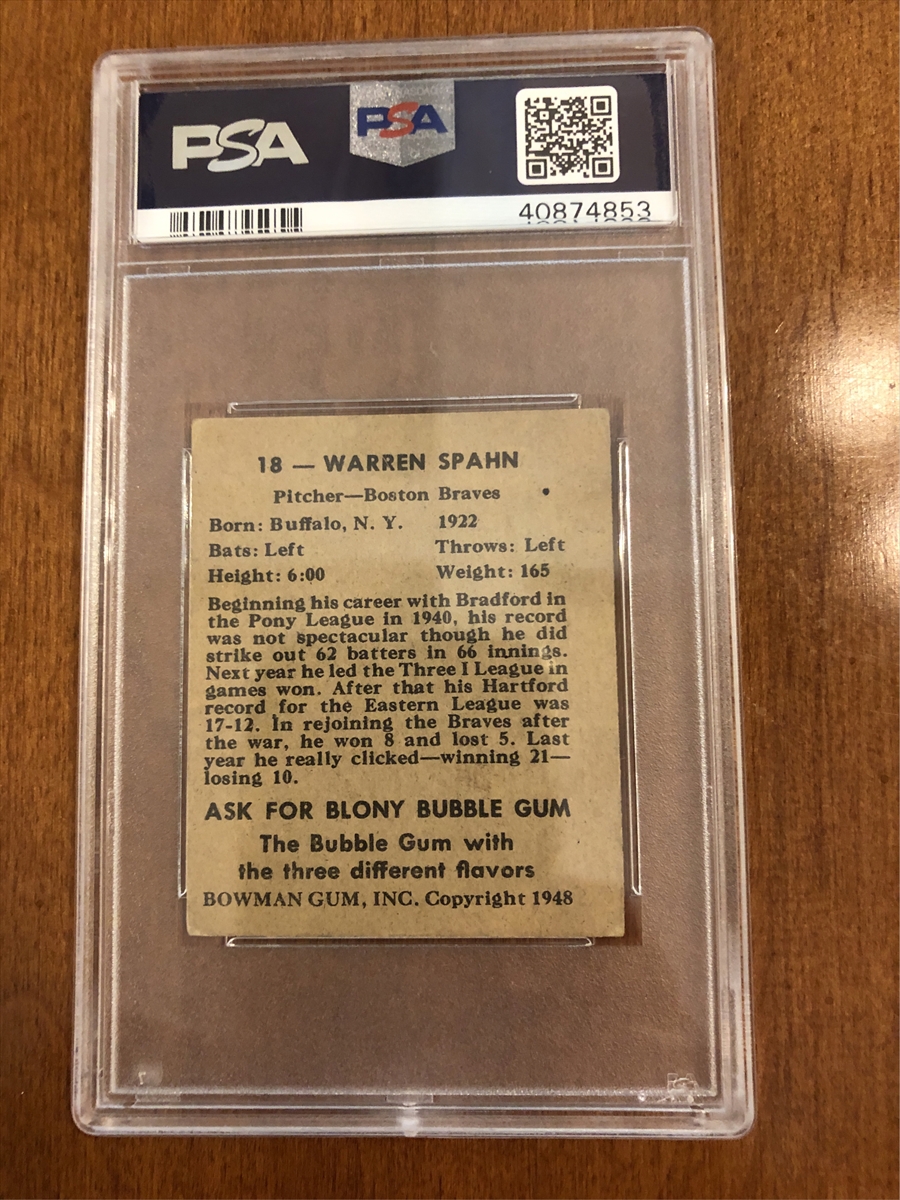 PSA
PSA
40874853
18 — WARREN SPAHN
Pitcher—Boston Braves
Born: Buffalo, N. Y. 1922
Bats: Left Throws: Left
Height: 6:00 Weight: 165
Beginning his career with Bradford in
the Pony League in 1940, his record
was not spectacular though he did
strike out 62 batters in 66 innings.
Next year he led the Three I League in
games won. After that his Hartford
record for the Eastern League was
17-12. In rejoining the Braves after
the war, he won 8 and lost 5. Last
year he really clicked—winning 21—
losing 10.
ASK FOR BLONY BUBBLE GUM
The Bubble Gum with
the three different flavors
BOWMAN GUM, INC. Copyright 1948